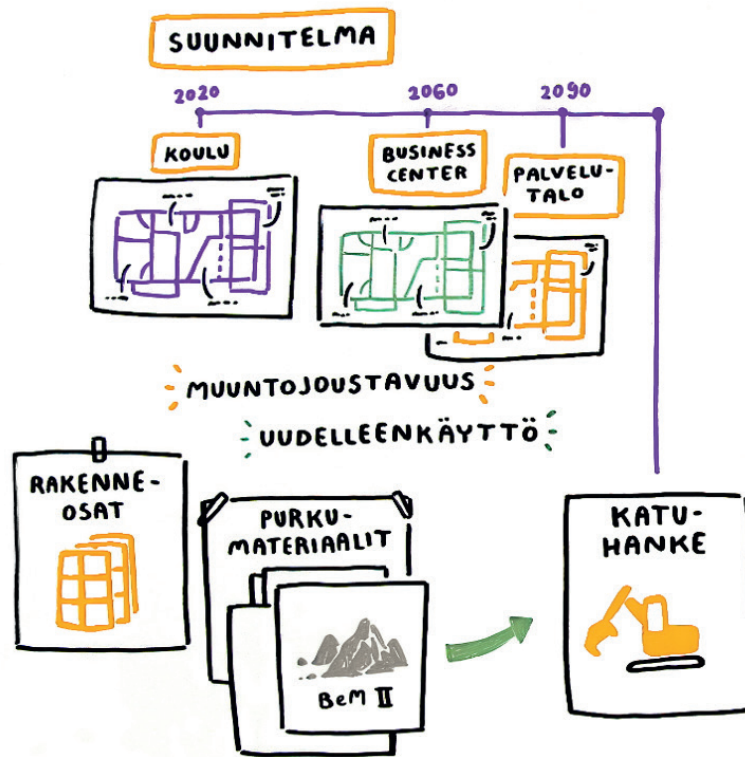 SUUNNITELMA
2020
2060
2090
KOULU
BUSINESS
CENTER
PALVELU-
TALO
MUUNTOJOUSTAVUUS
UUDELLEENKÄYTTÖ
RAKENNE-
OSAT
PURKU-
MATERIAALIT
BeM II
KATU-
HANKE